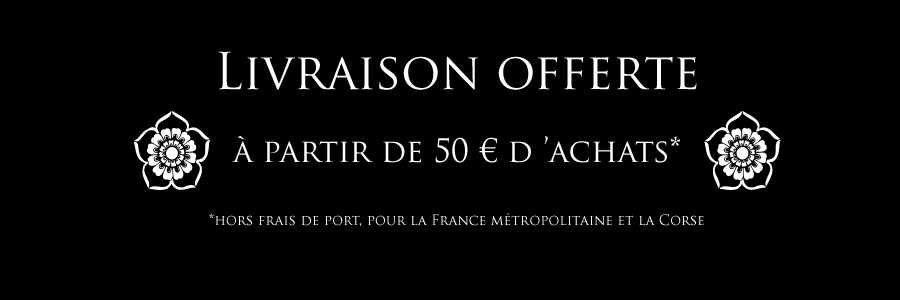 Livraison offerte
à partir de 50 € d 'achats*
*hors frais de port, pour la France métropolitaine et la Corse